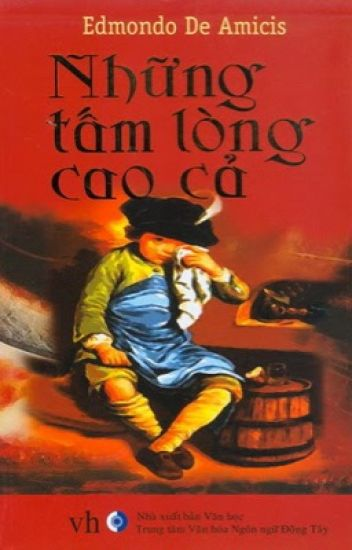 Edmondo De Amicis
Những
tấm lòng
cao cả
vh
Nhà xuất bản Văn học
Trung tâm Văn hóa Ngôn ngữ Đông Tây